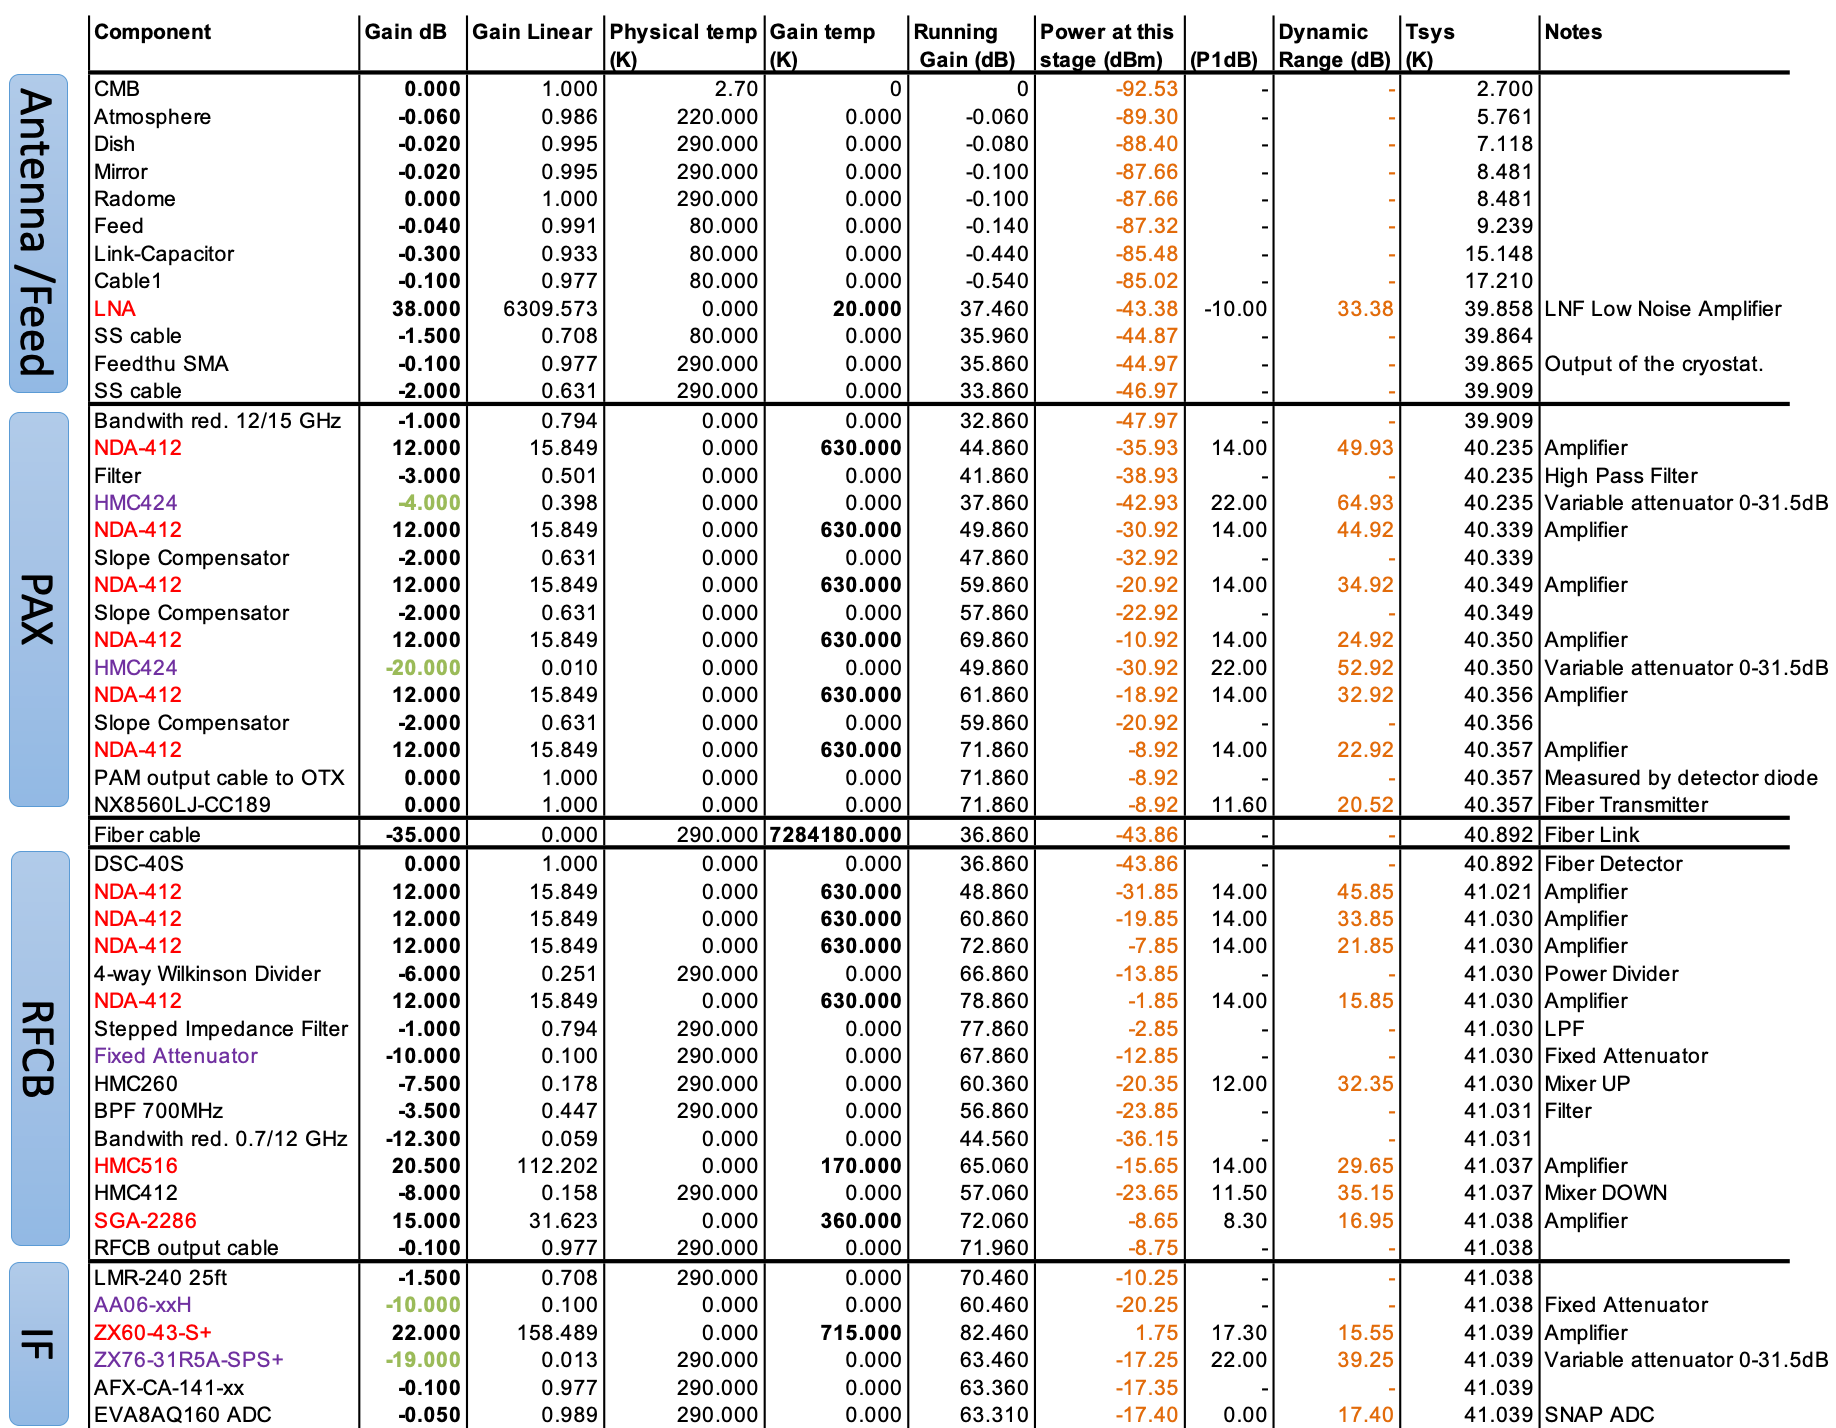 Component Gain dB Gain Linear Physical temp (K) Gain temp (K) Running Gain (dB) Power at this stage (dBm) (P1dB) Dynamic Range (dB) Tsys (K) Notes
Antenna /Feed
CMB 0.000 1.000 2.70 0 0 -92.53 - - 2.700
Atmosphere -0.060 0.986 220.000 0.000 -0.060 -89.30 - - 5.761
Dish -0.020 0.995 290.000 0.000 -0.080 -88.40 - - 7.118
Mirror -0.020 0.995 290.000 0.000 -0.100 -87.66 - - 8.481
Radome 0.000 1.000 290.000 0.000 -0.100 -87.66 - - 8.481
Feed -0.040 0.991 80.000 0.000 -0.140 -87.32 - - 9.239
Link-Capacitor -0.300 0.933 80.000 0.000 -0.440 -85.48 - - 15.148
Cable1 -0.100 0.977 80.000 0.000 -0.540 -85.02 - - 17.210
LNA 38.000 6309.573 0.000 20.000 37.460 -43.38 -10.00 33.38 39.858 LNF Low Noise Amplifier
SS cable -1.500 0.708 80.000 0.000 35.960 -44.87 - - 39.864
Feedthu SMA -0.100 0.977 290.000 0.000 35.860 -44.97 - - 39.865 Output of the cryostat.
SS cable -2.000 0.631 290.000 0.000 33.860 -46.97 - - 39.909
PAX
Bandwith red. 12/15 GHz -1.000 0.794 0.000 0.000 32.860 -47.97 - - 39.909
NDA-412 12.000 15.849 0.000 630.000 44.860 -35.93 14.00 49.93 40.235 Amplifier
Filter -3.000 0.501 0.000 0.000 41.860 -38.93 - - 40.235 High Pass Filter
HMC424 -4.000 0.398 0.000 0.000 37.860 -42.93 22.00 64.93 40.235 Variable attenuator 0-31.5dB
NDA-412 12.000 15.849 0.000 630.000 49.860 -30.92 14.00 44.92 40.339 Amplifier
Slope Compensator -2.000 0.631 0.000 0.000 47.860 -32.92 - - 40.339
NDA-412 12.000 15.849 0.000 630.000 59.860 -20.92 14.00 34.92 40.349 Amplifier
Slope Compensator -2.000 0.631 0.000 0.000 57.860 -22.92 - - 40.349
NDA-412 12.000 15.849 0.000 630.000 69.860 -10.92 14.00 24.92 40.350 Amplifier
HMC424 -20.000 0.010 0.000 0.000 49.860 -30.92 22.00 52.92 40.350 Variable attenuator 0-31.5dB
NDA-412 12.000 15.849 0.000 630.000 61.860 -18.92 14.00 32.92 40.356 Amplifier
Slope Compensator -2.000 0.631 0.000 0.000 59.860 -20.92 - - 40.356
NDA-412 12.000 15.849 0.000 630.000 71.860 -8.92 14.00 22.92 40.357 Amplifier
PAM output cable to OTX 0.000 1.000 0.000 0.000 71.860 -8.92 - - 40.357 Measured by detector diode
NX8560LJ-CC189 0.000 1.000 0.000 0.000 71.860 -8.92 11.60 20.52 40.357 Fiber Transmitter
Fiber cable -35.000 0.000 290.000 7284180.000 36.860 -43.86 - - 40.892 Fiber Link
RFCB
DSC-40S 0.000 1.000 0.000 0.000 36.860 -43.86 - - 40.892 Fiber Detector
NDA-412 12.000 15.849 0.000 630.000 48.860 -31.85 14.00 45.85 41.021 Amplifier
NDA-412 12.000 15.849 0.000 630.000 60.860 -19.85 14.00 33.85 41.030 Amplifier
NDA-412 12.000 15.849 0.000 630.000 72.860 -7.85 14.00 21.85 41.030 Amplifier
4-way Wilkinson Divider -6.000 0.251 290.000 0.000 66.860 -13.85 - - 41.030 Power Divider
NDA-412 12.000 15.849 0.000 630.000 78.860 -1.85 14.00 15.85 41.030 Amplifier
Stepped Impedance Filter -1.000 0.794 290.000 0.000 77.860 -2.85 - - 41.030 LPF
Fixed Attenuator -10.000 0.100 290.000 0.000 67.860 -12.85 - - 41.030 Fixed Attenuator
HMC260 -7.500 0.178 290.000 0.000 60.360 -20.35 12.00 32.35 41.030 Mixer UP
BPF 700MHz -3.500 0.447 290.000 0.000 56.860 -23.85 - - 41.031 Filter
Bandwith red. 0.7/12 GHz -12.300 0.059 0.000 0.000 44.560 -36.15 - - 41.031
HMC516 20.500 112.202 0.000 170.000 65.060 -15.65 14.00 29.65 41.037 Amplifier
HMC412 -8.000 0.158 290.000 0.000 57.060 -23.65 11.50 35.15 41.037 Mixer DOWN
SGA-2286 15.000 31.623 0.000 360.000 72.060 -8.65 8.30 16.95 41.038 Amplifier
RFCB output cable -0.100 0.977 290.000 0.000 71.960 -8.75 - - 41.038
IF
LMR-240 25ft -1.500 0.708 290.000 0.000 70.460 -10.25 - - 41.038
AA06-xxH -10.000 0.100 0.000 0.000 60.460 -20.25 - - 41.038 Fixed Attenuator
ZX60-43-S+ 22.000 158.489 0.000 715.000 82.460 1.75 17.30 15.55 41.039 Amplifier
ZX76-31R5A-SPS+ -19.000 0.013 290.000 0.000 63.460 -17.25 22.00 39.25 41.039 Variable attenuator 0-31.5dB
AFX-CA-141-xx -0.100 0.977 290.000 0.000 63.360 -17.35 - - 41.039
EVA8AQ160 ADC -0.050 0.989 290.000 0.000 63.310 -17.40 0.00 17.40 41.039 SNAP ADC